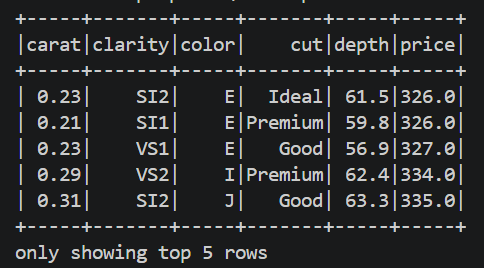 +-----+-------+-----+-------+-----+-----+
|carat|clarity|color|    cut|depth|price|
+-----+-------+-----+-------+-----+-----+
| 0.23|    SI2|    E|  Ideal| 61.5|326.0|
| 0.21|    SI1|    E|Premium| 59.8|326.0|
| 0.23|    VS1|    E|   Good| 56.9|327.0|
| 0.29|    VS2|    I|Premium| 62.4|334.0|
| 0.31|    SI2|    J|   Good| 63.3|335.0|
+-----+-------+-----+-------+-----+-----+
only showing top 5 rows